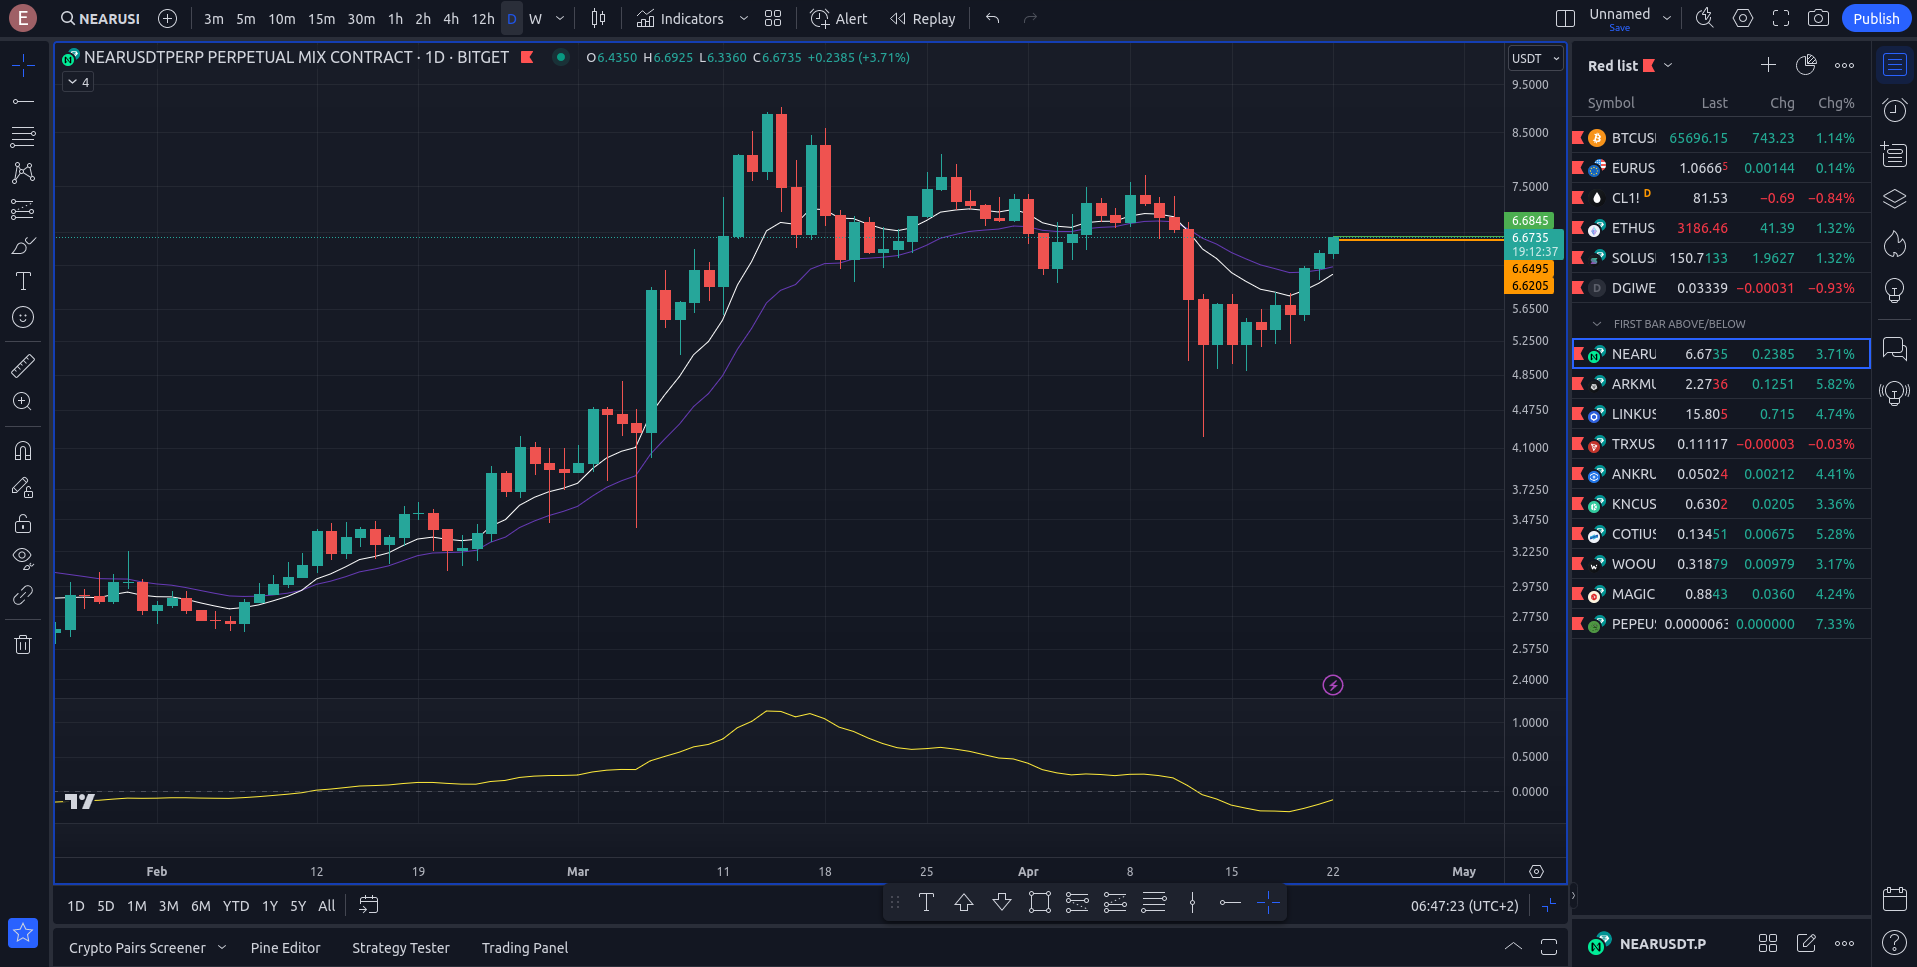 E NEARUSI 3m 5m 10m 15m 30m 1h 2h 4h 12h D W Indicators Alert Replay Unnamed Save Publish
NEARUSDTPERP PERPETUAL MIX CONTRACT · 1D · BITGET O6.4350 H6.6925 L6.3360 C6.6735 +0.2385 (+3.71%)
4
USDT
9.5000
8.5000
7.5000
6.6845
6.6735
19:12:37
6.6495
6.6205
5.6500
5.2500
4.8500
4.4750
4.1000
3.7250
3.4750
3.2250
2.9750
2.7750
2.5750
2.4000
1.0000
0.5000
0.0000
Feb 12 19 Mar 11 18 25 Apr 8 15 22 May
1D 5D 1M 3M 6M YTD 1Y 5Y All
06:47:23 (UTC+2)
Crypto Pairs Screener Pine Editor Strategy Tester Trading Panel
Red list
Symbol Last Chg Chg%
BTCUSI 65696.15 743.23 1.14%
EURUS 1.06665 0.00144 0.14%
CL1! D 81.53 −0.69 −0.84%
ETHUS 3186.46 41.39 1.32%
SOLUSI 150.7133 1.9627 1.32%
D DGIWE 0.03339 −0.00031 −0.93%
FIRST BAR ABOVE/BELOW
NEARU 6.6735 0.2385 3.71%
ARKMU 2.2736 0.1251 5.82%
LINKUS 15.805 0.715 4.74%
TRXUS 0.11117 −0.00003 −0.03%
ANKRU 0.05024 0.00212 4.41%
KNCUS 0.6302 0.0205 3.36%
COTIUS 0.13451 0.00675 5.28%
WOOU 0.31879 0.00979 3.17%
MAGIC 0.8843 0.0360 4.24%
PEPEUS 0.0000063 0.000000 7.33%
NEARUSDT.P